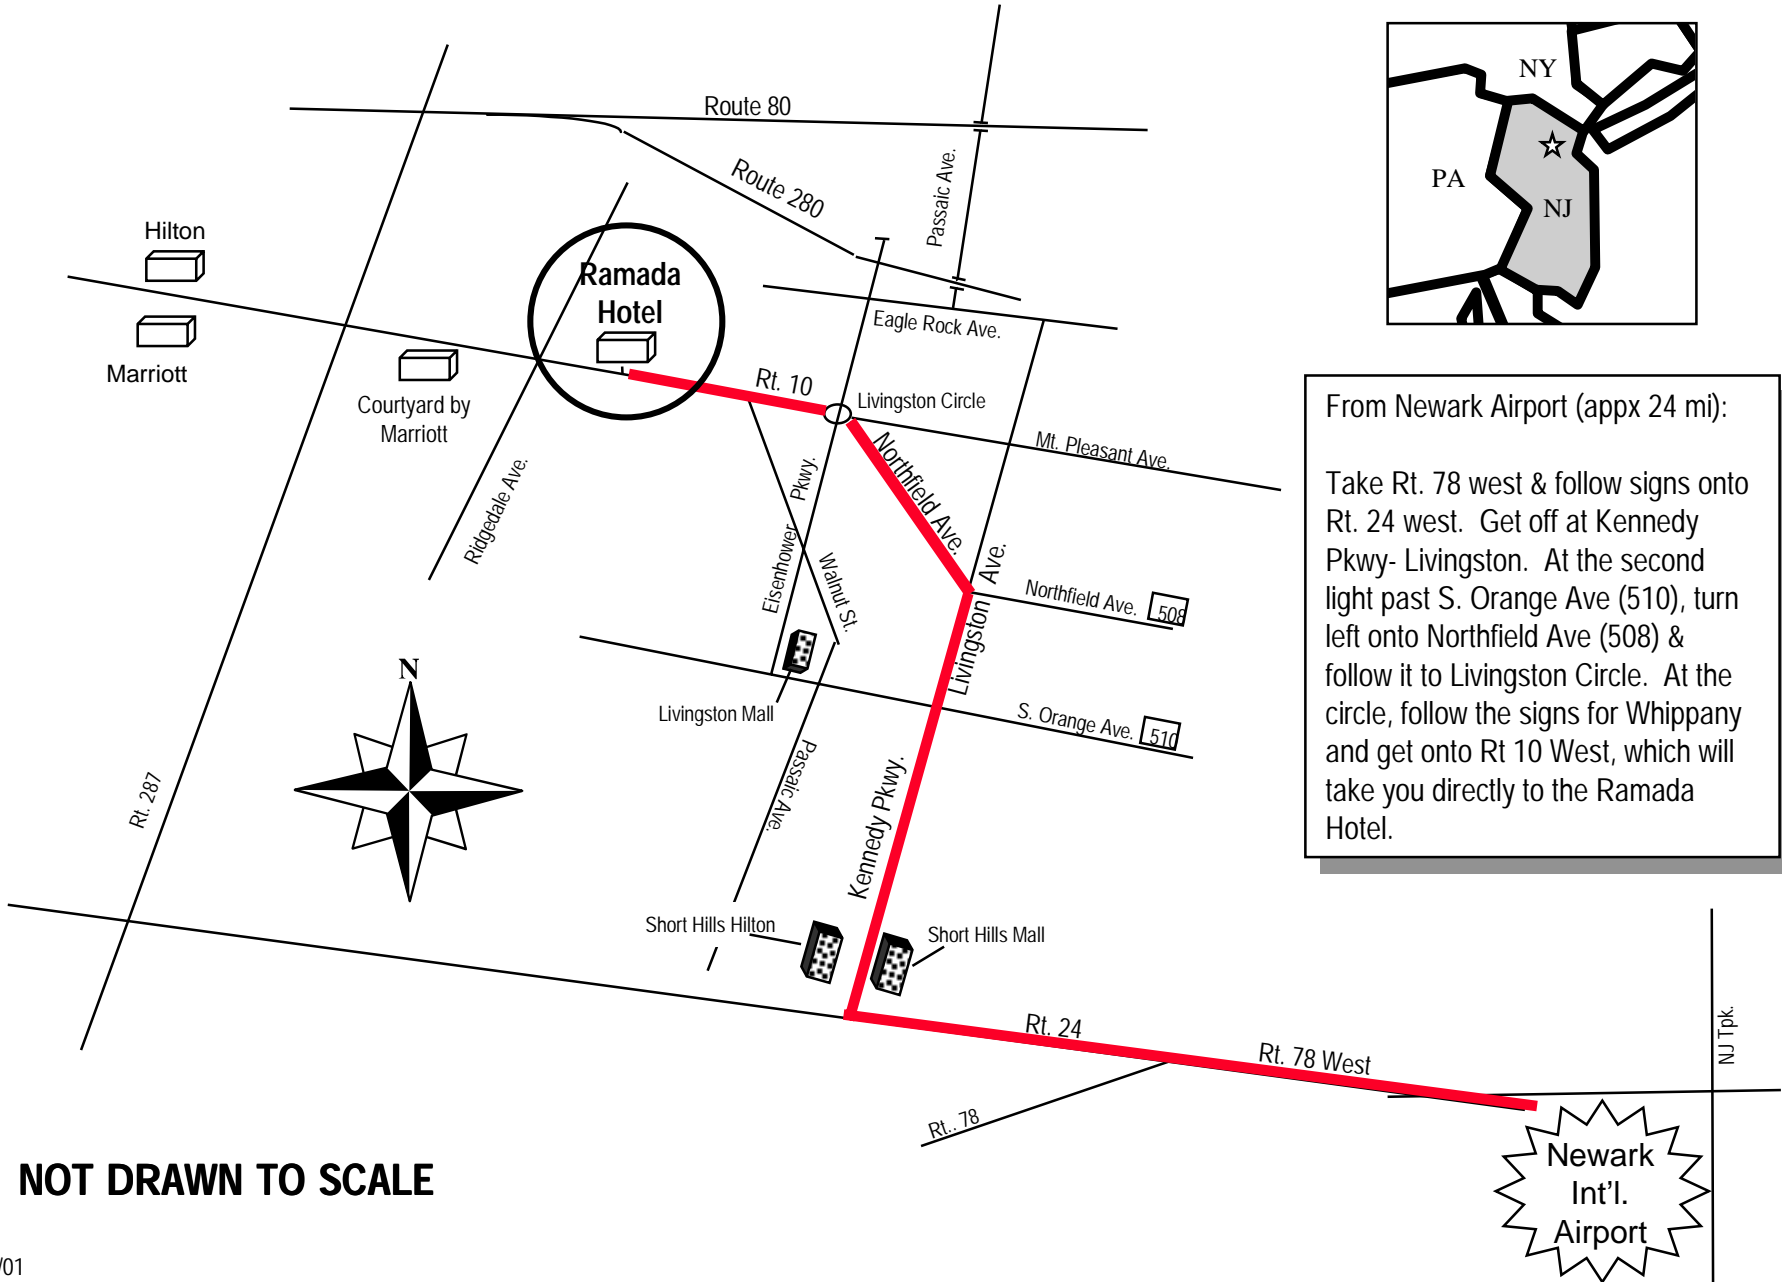 Route 80
Route 280
Passaic Ave.
NY
PA
NJ
Hilton
Marriott
Courtyard by
Marriott
Ramada
Hotel
Eagle Rock Ave.
Rt. 10
Livingston Circle
Mt. Pleasant Ave.
Northfield Ave.
Ridgedale Ave.
Eisenhower Pkwy.
Walnut St.
Livingston Ave.
Northfield Ave.
508
Livingston Mall
S. Orange Ave.
510
Passaic Ave.
Kennedy Pkwy.
N
Rt. 287
Short Hills Hilton
Short Hills Mall
Rt. 24
Rt. 78 West
Rt.. 78
NJ Tpk.
Newark
Int'l.
Airport
From Newark Airport (appx 24 mi):
Take Rt. 78 west & follow signs onto
Rt. 24 west. Get off at Kennedy
Pkwy- Livingston. At the second
light past S. Orange Ave (510), turn
left onto Northfield Ave (508) &
follow it to Livingston Circle. At the
circle, follow the signs for Whippany
and get onto Rt 10 West, which will
take you directly to the Ramada
Hotel.
NOT DRAWN TO SCALE
/01